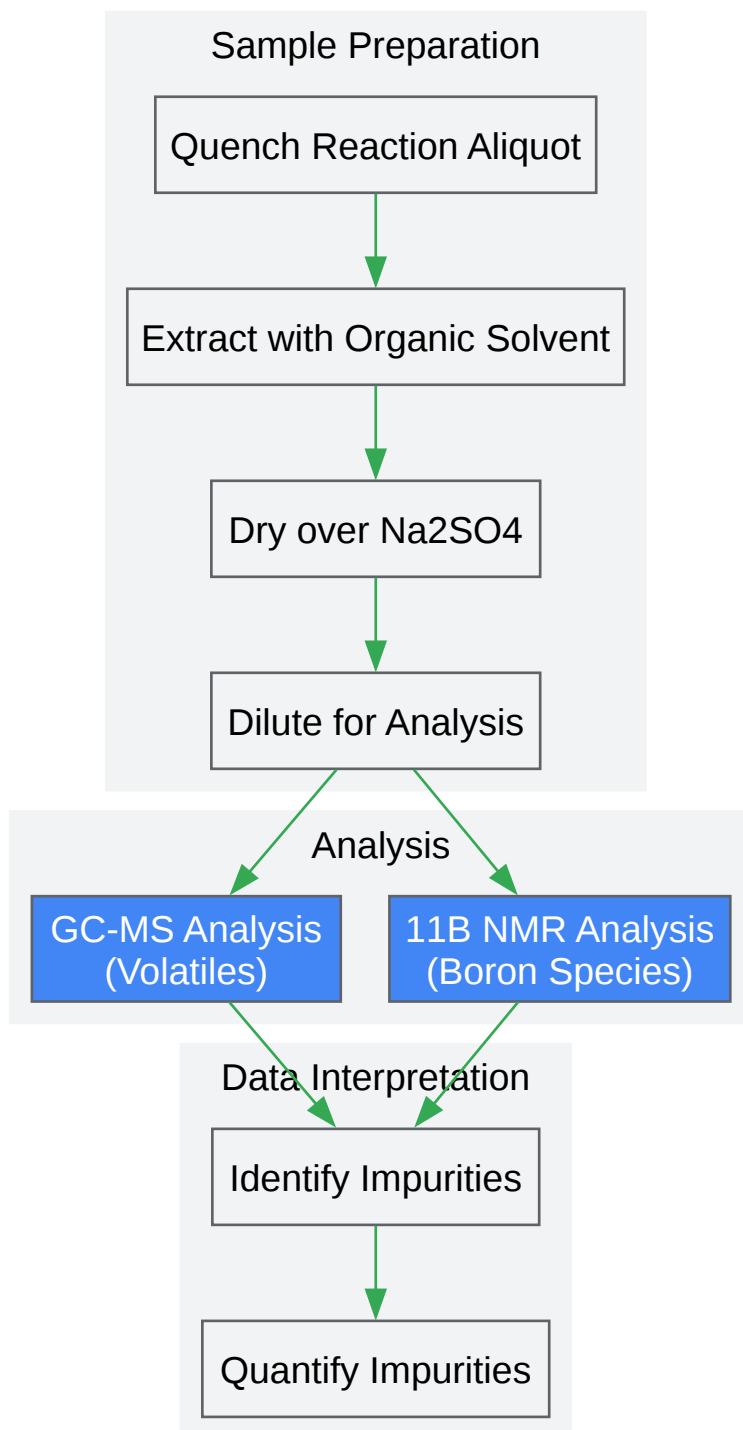 Sample Preparation
Quench Reaction Aliquot
Extract with Organic Solvent
Dry over Na2SO4
Dilute for Analysis
Analysis
GC-MS Analysis
(Volatiles)
11B NMR Analysis
(Boron Species)
Data Interpretation
Identify Impurities
Quantify Impurities